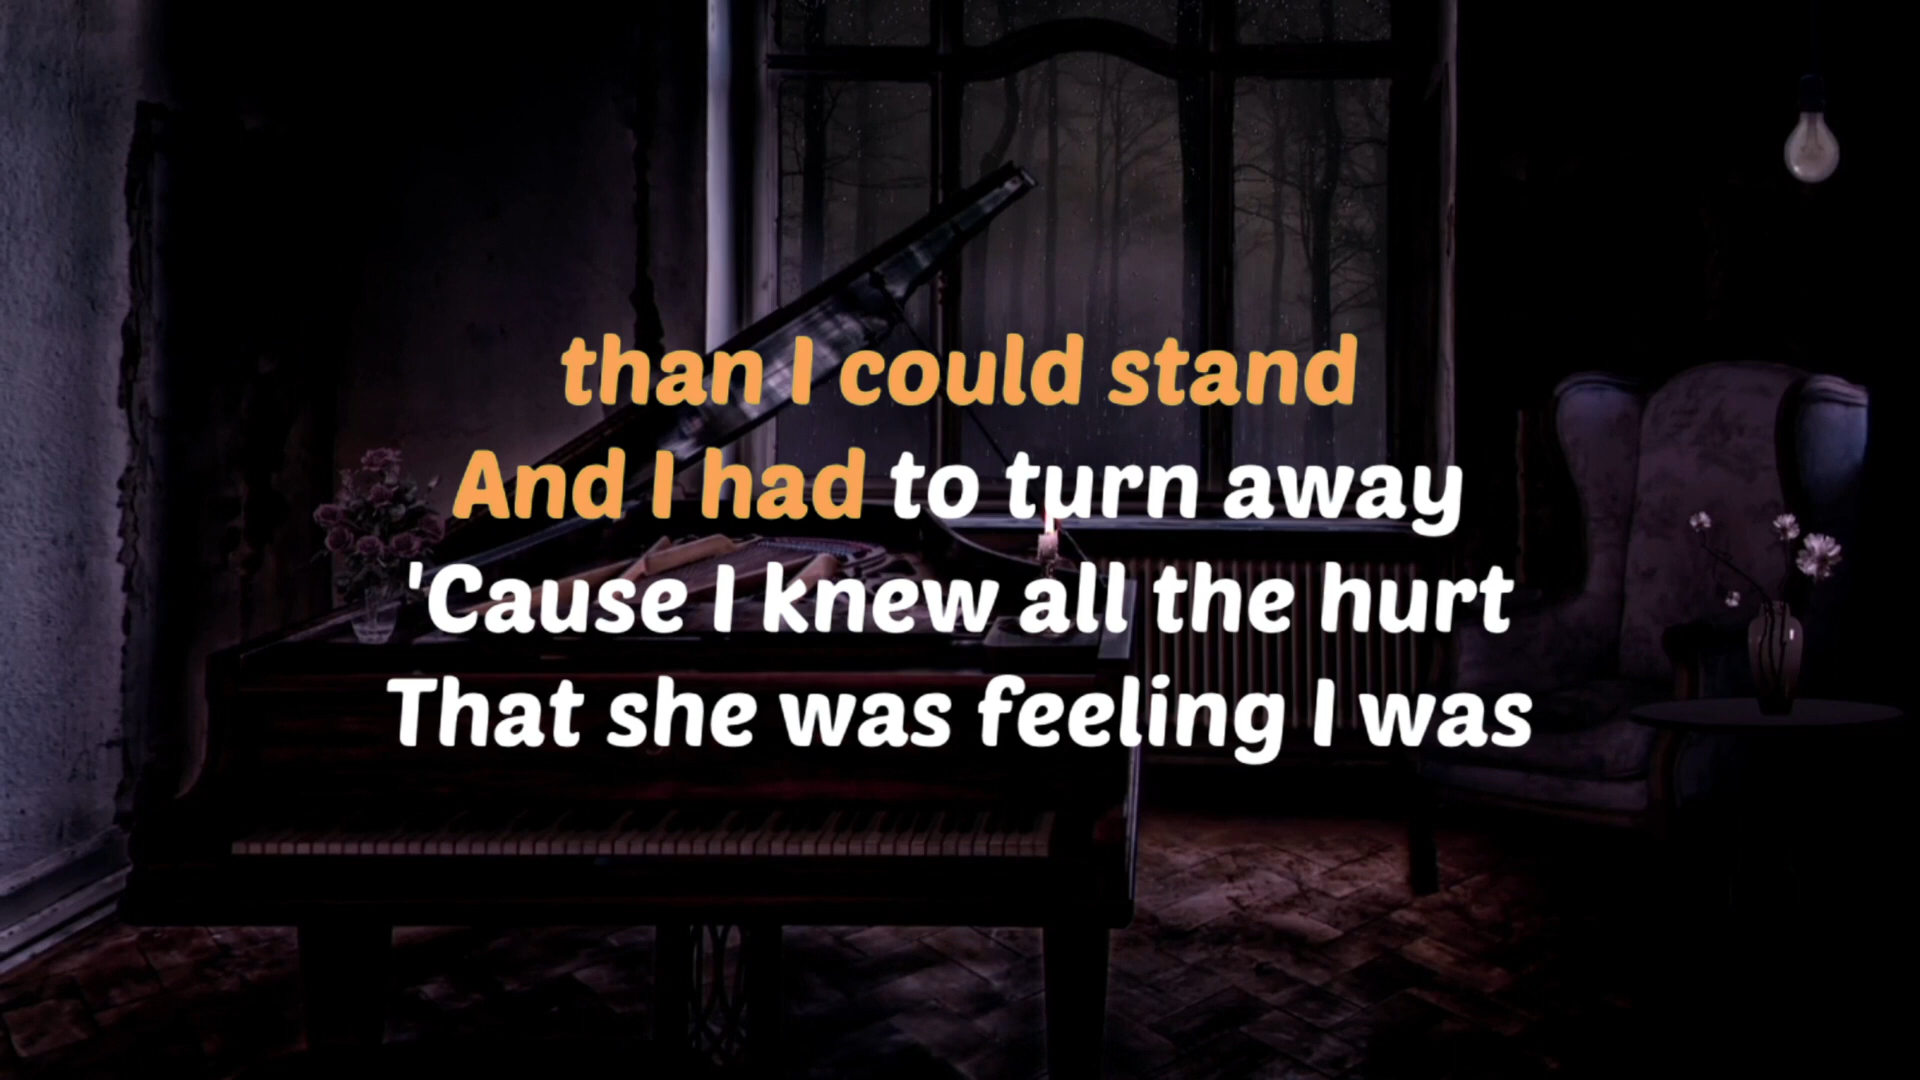 than I could stand
And I had to turn away
'Cause I knew all the hurt
That she was feeling I was